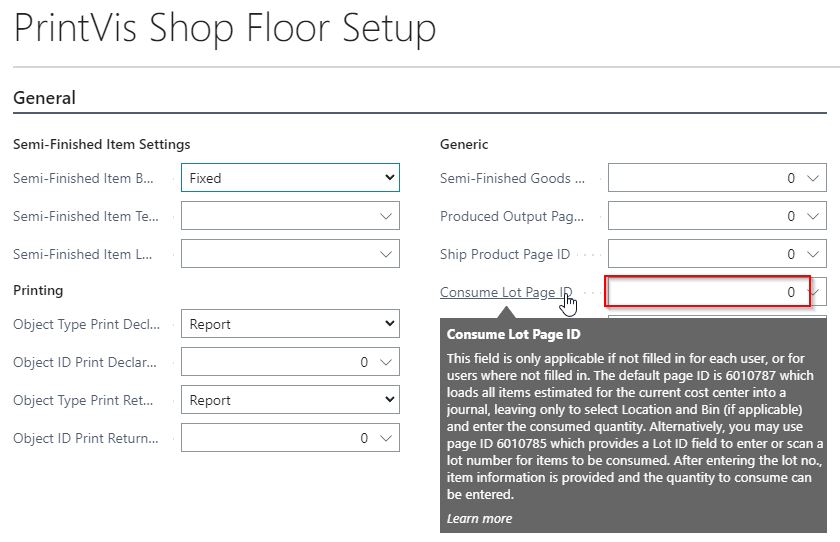 PrintVis Shop Floor Setup
General
Semi-Finished Item Settings
Semi-Finished Item B...
Fixed
Semi-Finished Item Te...
Semi-Finished Item L...
Printing
Object Type Print Decl...
Report
Object ID Print Declar...
0
Object Type Print Ret...
Report
Object ID Print Return...
0
Generic
Semi-Finished Goods ...
0
Produced Output Pag...
0
Ship Product Page ID
0
Consume Lot Page ID
0
Consume Lot Page ID
This field is only applicable if not filled in for each user, or for
users where not filled in. The default page ID is 6010787 which
loads all items estimated for the current cost center into a
journal, leaving only to select Location and Bin (if applicable)
and enter the consumed quantity. Alternatively, you may use
page ID 6010785 which provides a Lot ID field to enter or scan a
lot number for items to be consumed. After entering the lot no.,
item information is provided and the quantity to consume can
be entered.
Learn more